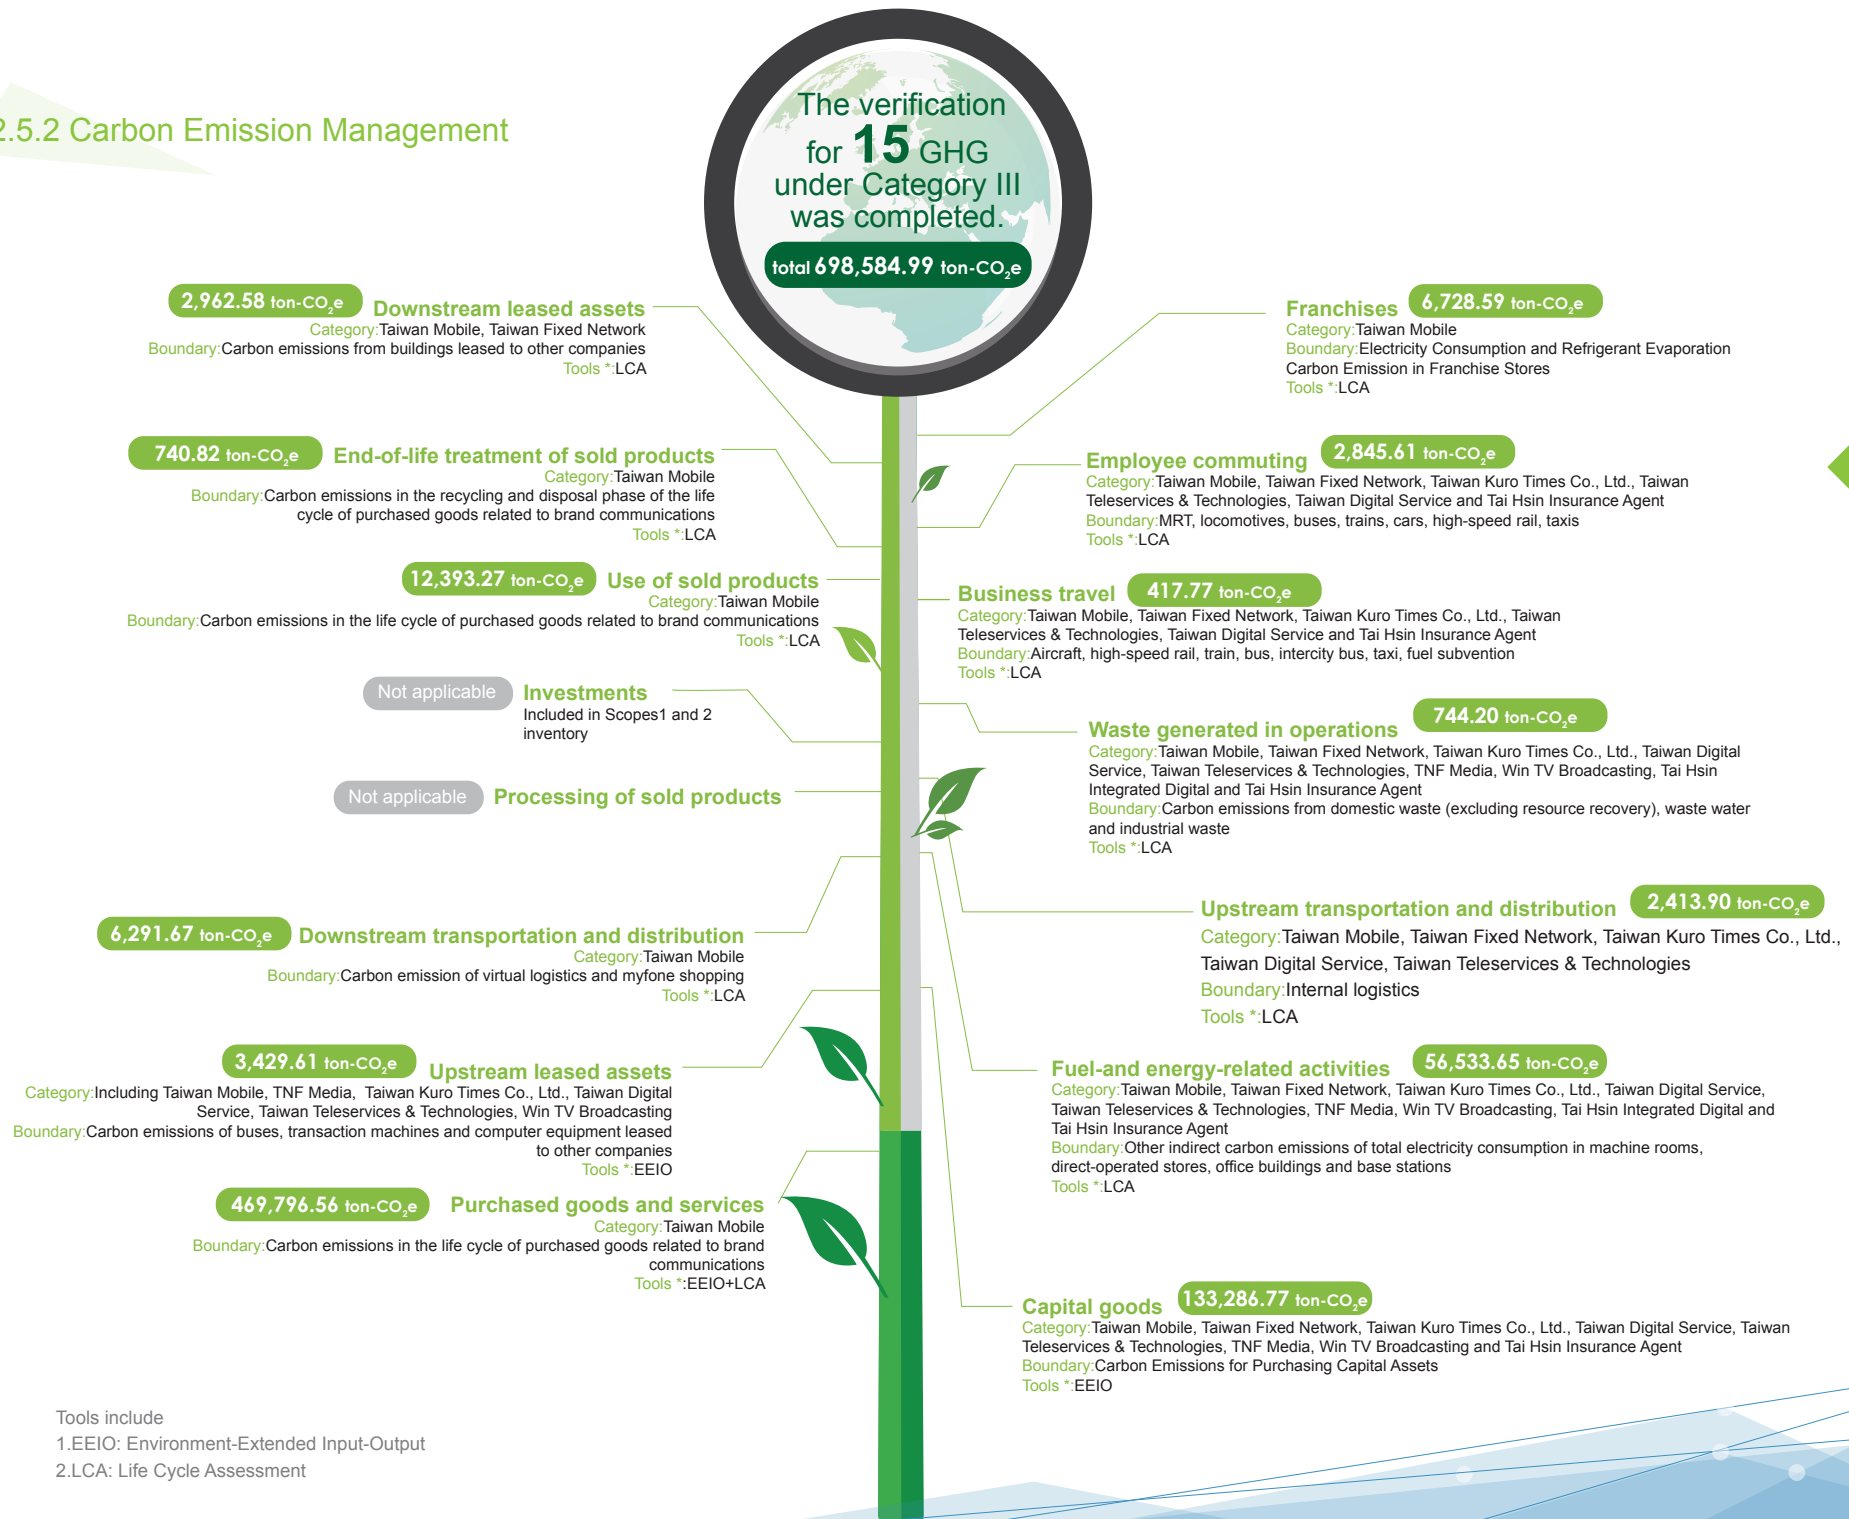 2.5.2 Carbon Emission Management
The verification
for 15 GHG
under Category III
was completed.
total 698,584.99 ton-CO₂e
2,962.58 ton-CO₂e Downstream leased assets
Category:Taiwan Mobile, Taiwan Fixed Network
Boundary:Carbon emissions from buildings leased to other companies
Tools *:LCA
740.82 ton-CO₂e End-of-life treatment of sold products
Category:Taiwan Mobile
Boundary:Carbon emissions in the recycling and disposal phase of the life
cycle of purchased goods related to brand communications
Tools *:LCA
12,393.27 ton-CO₂e Use of sold products
Category:Taiwan Mobile
Boundary:Carbon emissions in the life cycle of purchased goods related to brand communications
Tools *:LCA
Not applicable Investments
Included in Scopes1 and 2
inventory
Not applicable Processing of sold products
6,291.67 ton-CO₂e Downstream transportation and distribution
Category:Taiwan Mobile
Boundary:Carbon emission of virtual logistics and myfone shopping
Tools *:LCA
3,429.61 ton-CO₂e Upstream leased assets
Category:Including Taiwan Mobile, TNF Media, Taiwan Kuro Times Co., Ltd., Taiwan Digital
Service, Taiwan Teleservices & Technologies, Win TV Broadcasting
Boundary:Carbon emissions of buses, transaction machines and computer equipment leased
to other companies
Tools *:EEIO
469,796.56 ton-CO₂e Purchased goods and services
Category:Taiwan Mobile
Boundary:Carbon emissions in the life cycle of purchased goods related to brand
communications
Tools *:EEIO+LCA
Franchises 6,728.59 ton-CO₂e
Category:Taiwan Mobile
Boundary:Electricity Consumption and Refrigerant Evaporation
Carbon Emission in Franchise Stores
Tools *:LCA
Employee commuting 2,845.61 ton-CO₂e
Category:Taiwan Mobile, Taiwan Fixed Network, Taiwan Kuro Times Co., Ltd., Taiwan
Teleservices & Technologies, Taiwan Digital Service and Tai Hsin Insurance Agent
Boundary:MRT, locomotives, buses, trains, cars, high-speed rail, taxis
Tools *:LCA
Business travel 417.77 ton-CO₂e
Category:Taiwan Mobile, Taiwan Fixed Network, Taiwan Kuro Times Co., Ltd., Taiwan
Teleservices & Technologies, Taiwan Digital Service and Tai Hsin Insurance Agent
Boundary:Aircraft, high-speed rail, train, bus, intercity bus, taxi, fuel subvention
Tools *:LCA
Waste generated in operations 744.20 ton-CO₂e
Category:Taiwan Mobile, Taiwan Fixed Network, Taiwan Kuro Times Co., Ltd., Taiwan Digital
Service, Taiwan Teleservices & Technologies, TNF Media, Win TV Broadcasting, Tai Hsin
Integrated Digital and Tai Hsin Insurance Agent
Boundary:Carbon emissions from domestic waste (excluding resource recovery), waste water
and industrial waste
Tools *:LCA
Upstream transportation and distribution 2,413.90 ton-CO₂e
Category:Taiwan Mobile, Taiwan Fixed Network, Taiwan Kuro Times Co., Ltd.,
Taiwan Digital Service, Taiwan Teleservices & Technologies
Boundary:Internal logistics
Tools *:LCA
Fuel-and energy-related activities 56,533.65 ton-CO₂e
Category:Taiwan Mobile, Taiwan Fixed Network, Taiwan Kuro Times Co., Ltd., Taiwan Digital Service,
Taiwan Teleservices & Technologies, TNF Media, Win TV Broadcasting, Tai Hsin Integrated Digital and
Tai Hsin Insurance Agent
Boundary:Other indirect carbon emissions of total electricity consumption in machine rooms,
direct-operated stores, office buildings and base stations
Tools *:LCA
Capital goods 133,286.77 ton-CO₂e
Category:Taiwan Mobile, Taiwan Fixed Network, Taiwan Kuro Times Co., Ltd., Taiwan Digital Service, Taiwan
Teleservices & Technologies, TNF Media, Win TV Broadcasting and Tai Hsin Insurance Agent
Boundary:Carbon Emissions for Purchasing Capital Assets
Tools *:EEIO
Tools include
1.EEIO: Environment-Extended Input-Output
2.LCA: Life Cycle Assessment